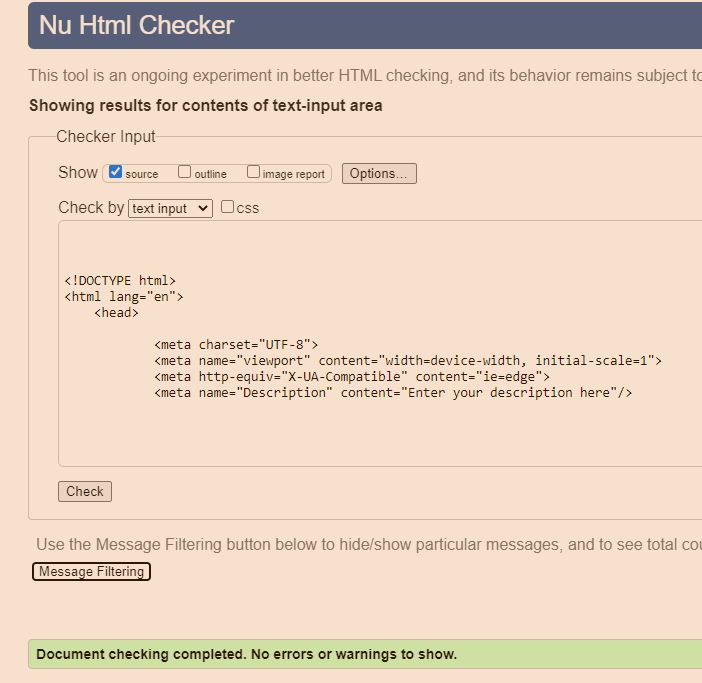 Nu Html Checker
This tool is an ongoing experiment in better HTML checking, and its behavior remains subject to
Showing results for contents of text-input area
Checker Input
Show source outline image report Options...
Check by text input css
<!DOCTYPE html>
<html lang="en">
<head>
<meta charset="UTF-8">
<meta name="viewport" content="width=device-width, initial-scale=1">
<meta http-equiv="X-UA-Compatible" content="ie=edge">
<meta name="Description" content="Enter your description here"/>
Check
Use the Message Filtering button below to hide/show particular messages, and to see total
Message Filtering
Document checking completed. No errors or warnings to show.